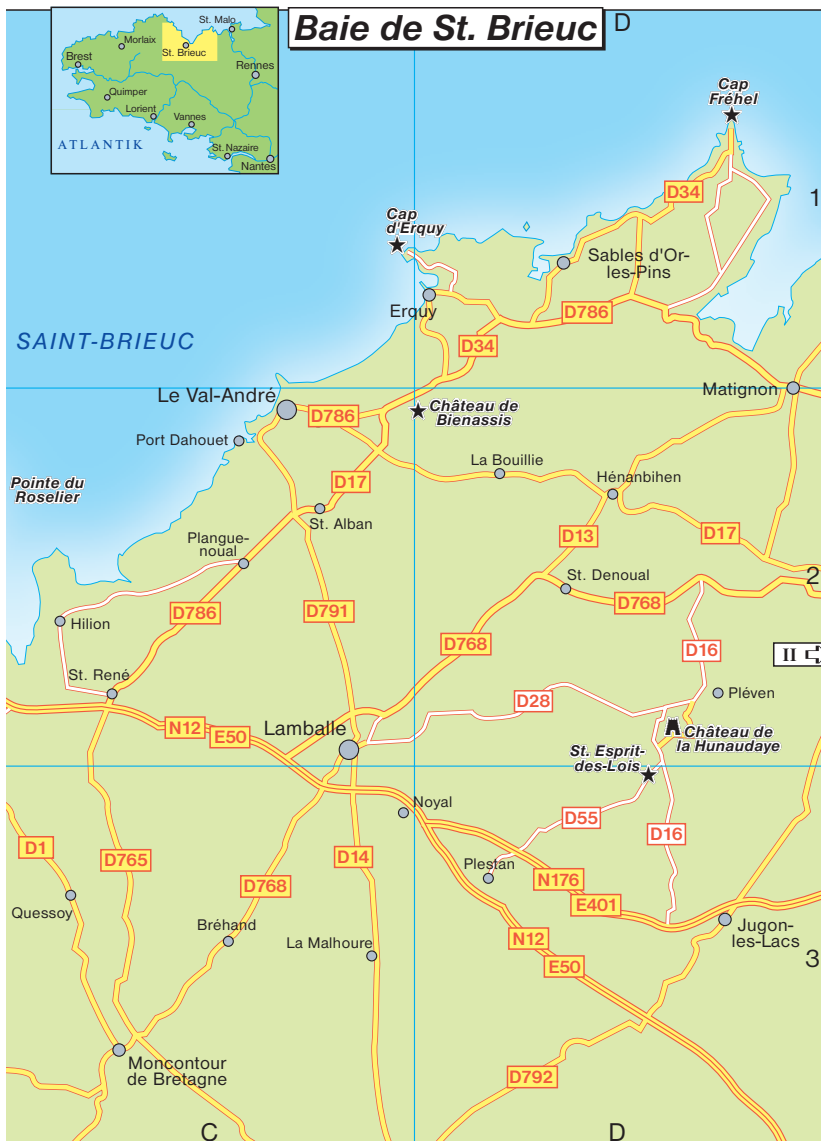 Baie de St. Brieuc
D
St. Malo
Morlaix
St. Brieuc
Brest
Rennes
Quimper
Lorient
Vannes
ATLANTIK
St. Nazaire
Nantes
Cap
Fréhel
D34
1
Cap
d'Erquy
Sables d'Or-
les-Pins
Erquy
D786
SAINT-BRIEUC
D34
Le Val-André
Matignon
D786
Château de
Bienassis
Port Dahouet
La Bouillie
Pointe du
Roselier
D17
Hénanbihen
St. Alban
D13
D17
Plangue-
noual
2
St. Denoual
D786
D791
D768
Hilion
D768
D16
II
St. René
Pléven
D28
N12
E50
Lamballe
Château de
la Hunaudaye
St. Esprit-
des-Lois
Noyal
D55
D16
D1
D765
D14
Plestan
N176
D768
E401
Quessoy
Bréhand
Jugon-
les-Lacs
La Malhoure
N12
E50
3
Moncontour
de Bretagne
D792
C
D